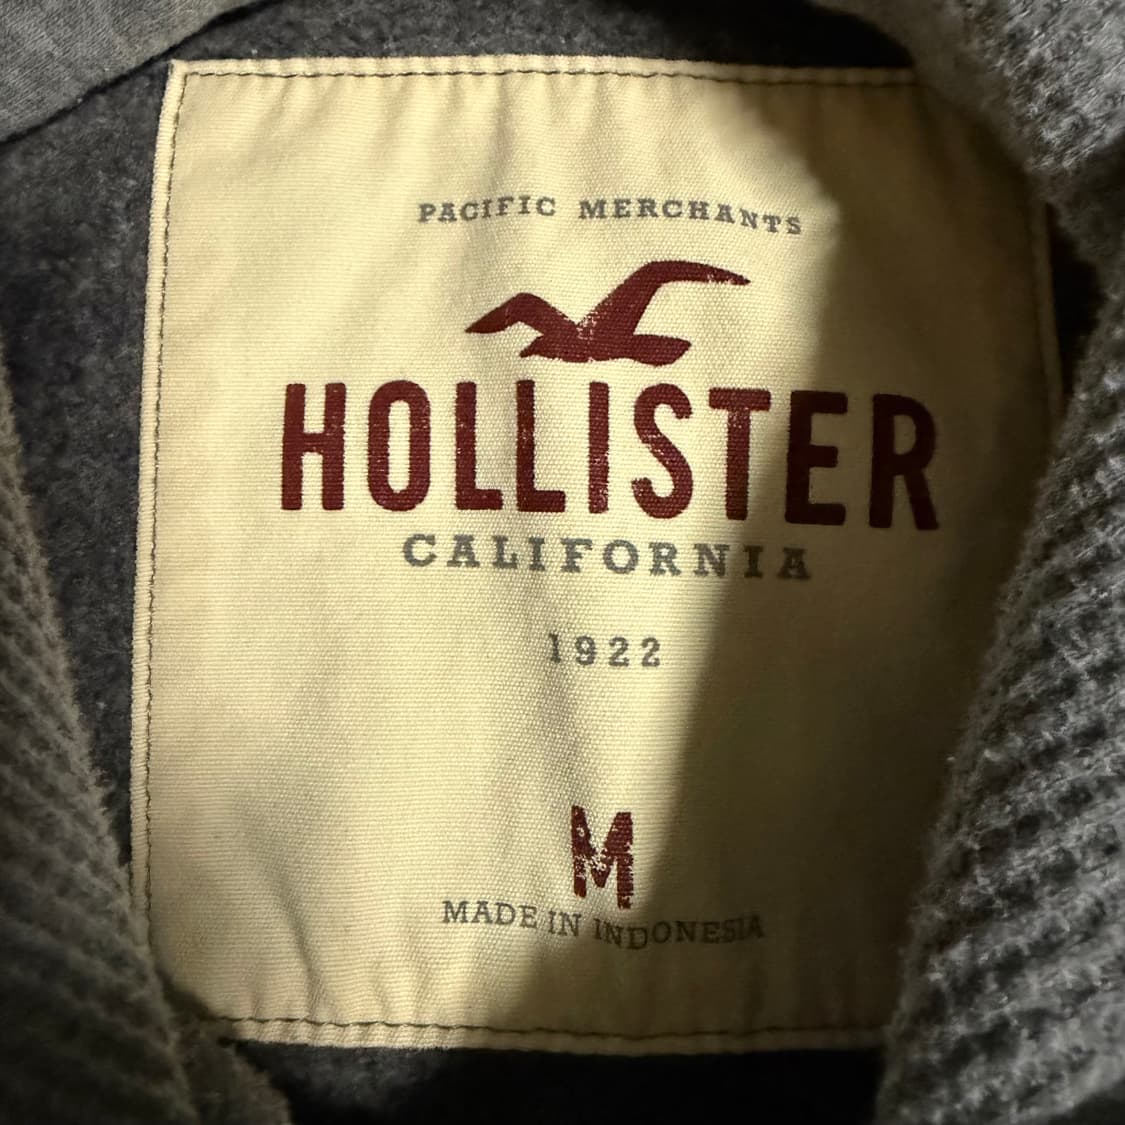 PACIFIC MERCHANTS
HOLLISTER
CALIFORNIA
1922
M
MADE IN INDONESIA